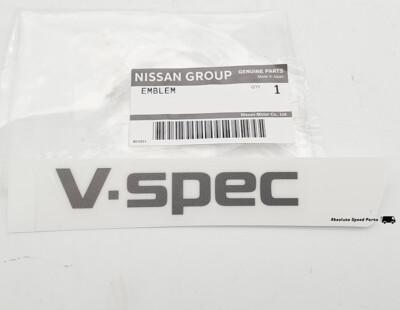 NISSAN GROUP
GENUINE PARTS
Made in Japan
EMBLEM
QTY
1
Nissan Motor Co., Ltd.
V·spec
Absolute Speed Parts